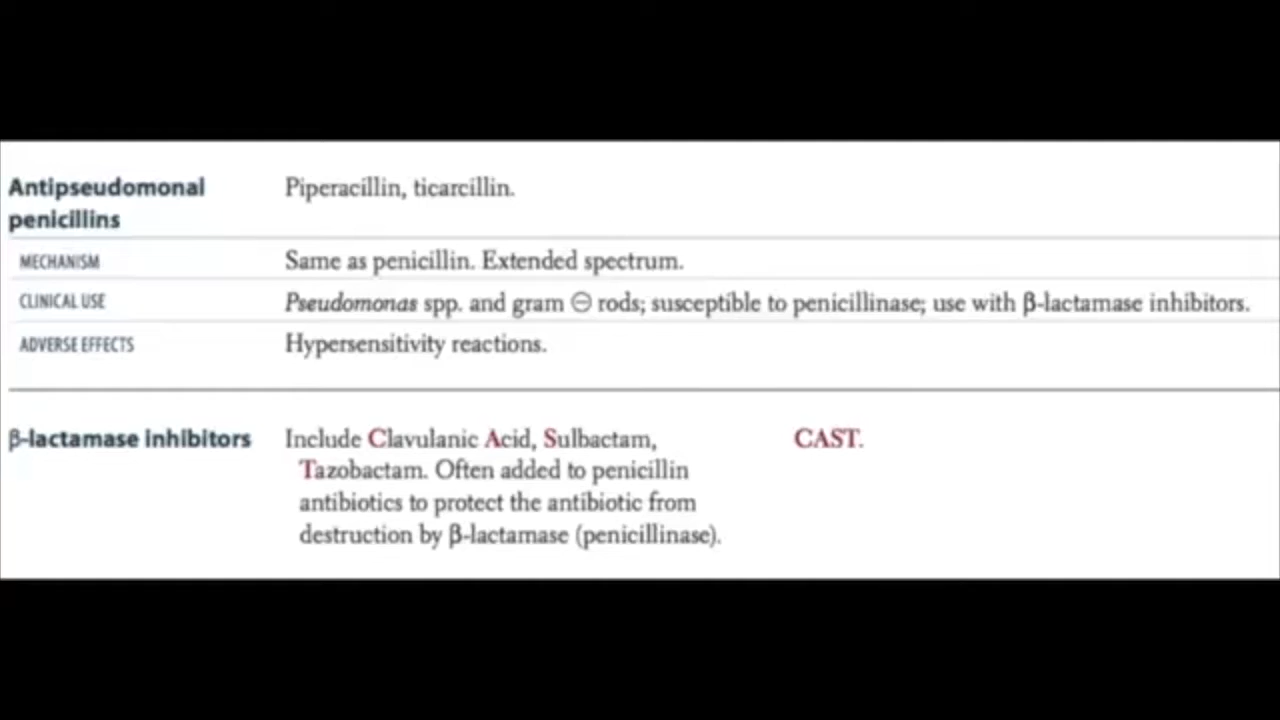 Antipseudomonal penicillins
Piperacillin, ticarcillin.
MECHANISM Same as penicillin. Extended spectrum.
CLINICAL USE Pseudomonas spp. and gram ⊖ rods; susceptible to penicillinase; use with β-lactamase inhibitors.
ADVERSE EFFECTS Hypersensitivity reactions.
β-lactamase inhibitors Include Clavulanic Acid, Sulbactam, CAST.
Tazobactam. Often added to penicillin
antibiotics to protect the antibiotic from
destruction by β-lactamase (penicillinase).